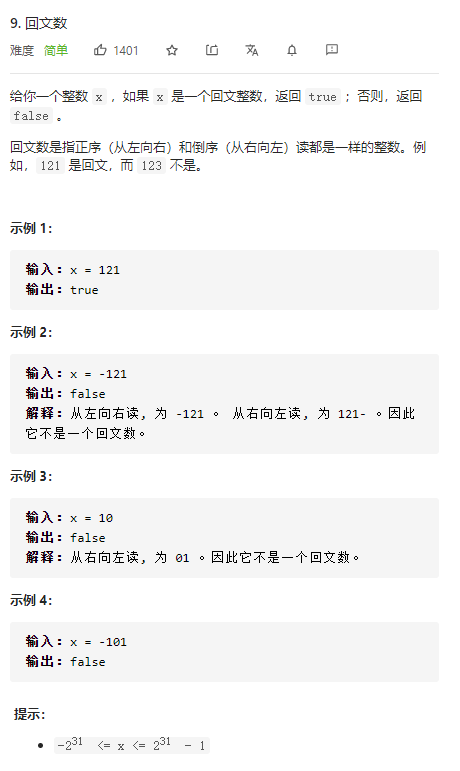 9. 回文数
难度 简单 1401
给你一个整数 x ，如果 x 是一个回文整数，返回 true ；否则，返回
false 。
回文数是指正序（从左向右）和倒序（从右向左）读都是一样的整数。例
如，121 是回文，而 123 不是。
示例 1：
输入：x = 121
输出：true
示例 2：
输入：x = -121
输出：false
解释：从左向右读, 为 -121 。 从右向左读, 为 121- 。因此
它不是一个回文数。
示例 3：
输入：x = 10
输出：false
解释：从右向左读, 为 01 。因此它不是一个回文数。
示例 4：
输入：x = -101
输出：false
提示：
-2³¹ <= x <= 2³¹ - 1